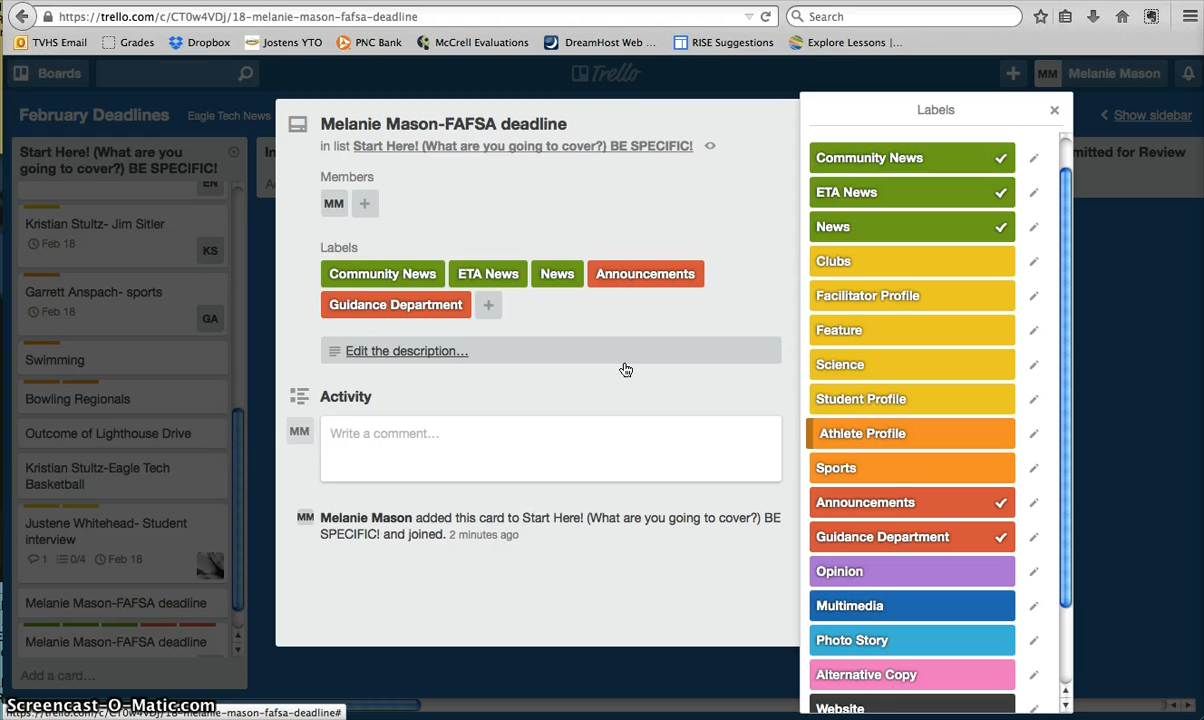 https://trello.com/c/CT0w4VDj/18-melanie-mason-fafsa-deadline
Search
TVHS Email
Grades
Dropbox
Jostens YTO
PNC Bank
McCrell Evaluations
DreamHost Web ...
RISE Suggestions
Explore Lessons |...
Boards
Trello
MM Melanie Mason
February Deadlines
Eagle Tech News
Show sidebar
Start Here! (What are you
going to cover?) BE SPECIFIC!
EN
Kristian Stultz- Jim Sitler
Feb 18
KS
Garrett Anspach- sports
Feb 18
GA
Swimming
Bowling Regionals
Outcome of Lighthouse Drive
Kristian Stultz-Eagle Tech
Basketball
Justene Whitehead- Student
interview
1 0/4 Feb 18
Melanie Mason-FAFSA deadline
Melanie Mason-FAFSA deadline
Add a card…
mitted for Review
Melanie Mason-FAFSA deadline
in list Start Here! (What are you going to cover?) BE SPECIFIC!
Members
MM +
Labels
Community News ETA News News Announcements
Guidance Department +
Edit the description…
Activity
MM
Write a comment…
MM Melanie Mason added this card to Start Here! (What are you going to cover?) BE
SPECIFIC! and joined. 2 minutes ago
Labels
Community News
ETA News
News
Clubs
Facilitator Profile
Feature
Science
Student Profile
Athlete Profile
Sports
Announcements
Guidance Department
Opinion
Multimedia
Photo Story
Alternative Copy
Website
Screencast-O-Matic.com
https://trello.com/c/CT0w4VDj/18-melanie-mason-fafsa-deadline#